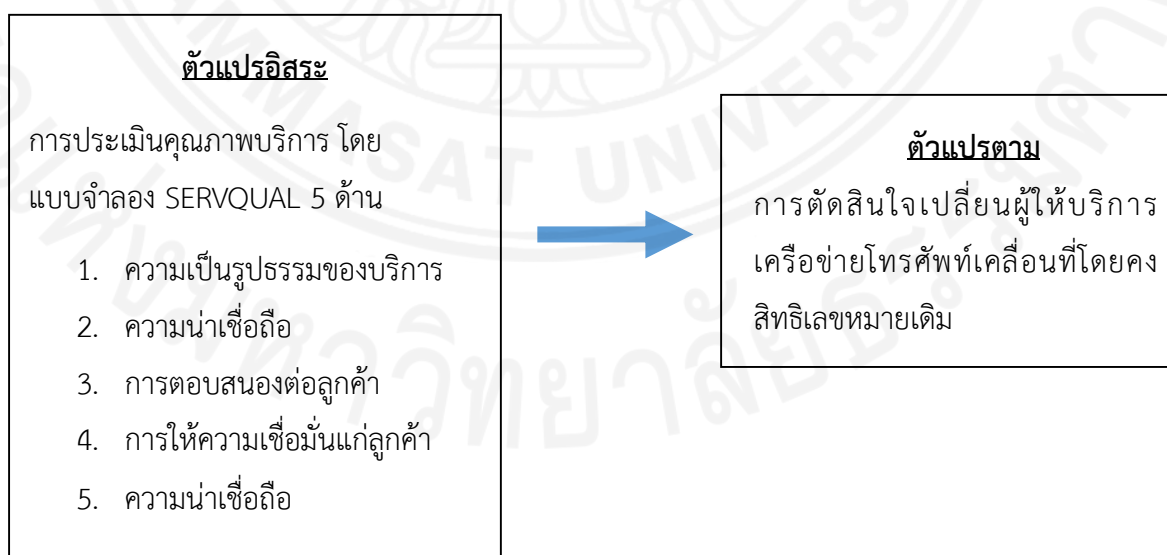 ตัวแปรอิสระ
การประเมินคุณภาพบริการ โดย
แบบจำลอง SERVQUAL 5 ด้าน
1. ความเป็นรูปธรรมของบริการ
2. ความน่าเชื่อถือ
3. การตอบสนองต่อลูกค้า
4. การให้ความเชื่อมั่นแก่ลูกค้า
5. ความน่าเชื่อถือ
ตัวแปรตาม
การตัดสินใจเปลี่ยนผู้ให้บริการ
เครือข่ายโทรศัพท์เคลื่อนที่โดยคง
สิทธิเลขหมายเดิม